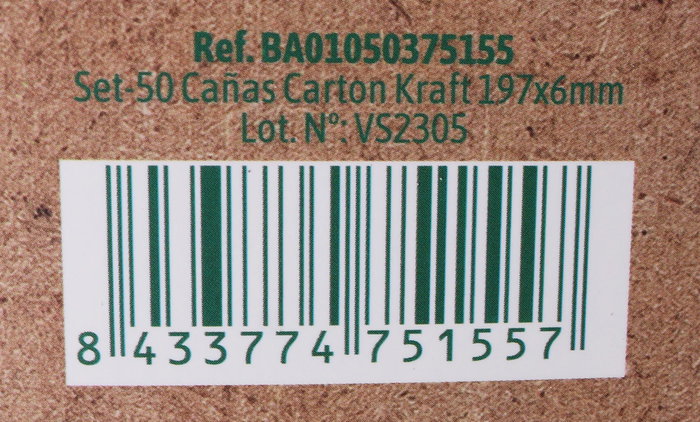 Ref. BA01050375155
Set-50 Cañas Carton Kraft 197x6mm
Lot. Nº: VS2305
8 433774 751557